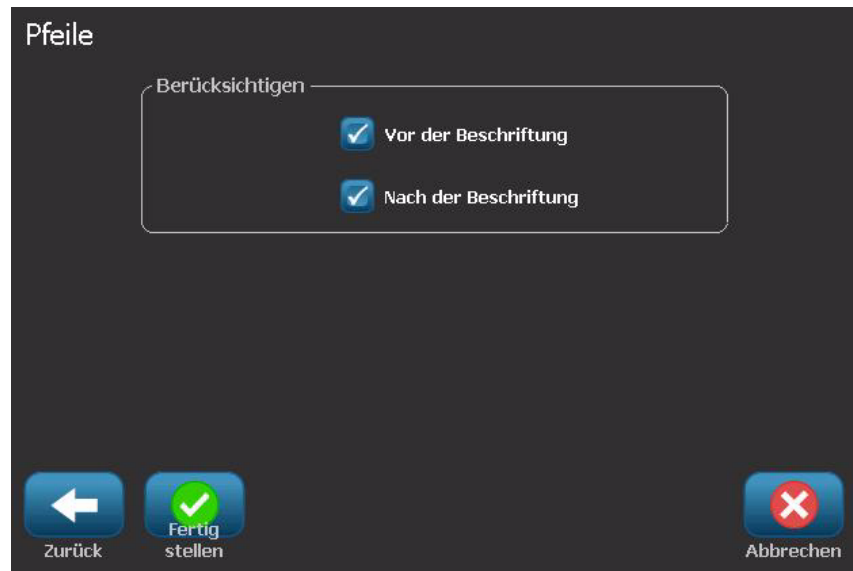 Pfeile
Berücksichtigen
Vor der Beschriftung
Nach der Beschriftung
Zurück
Fertig
stellen
Abbrechen